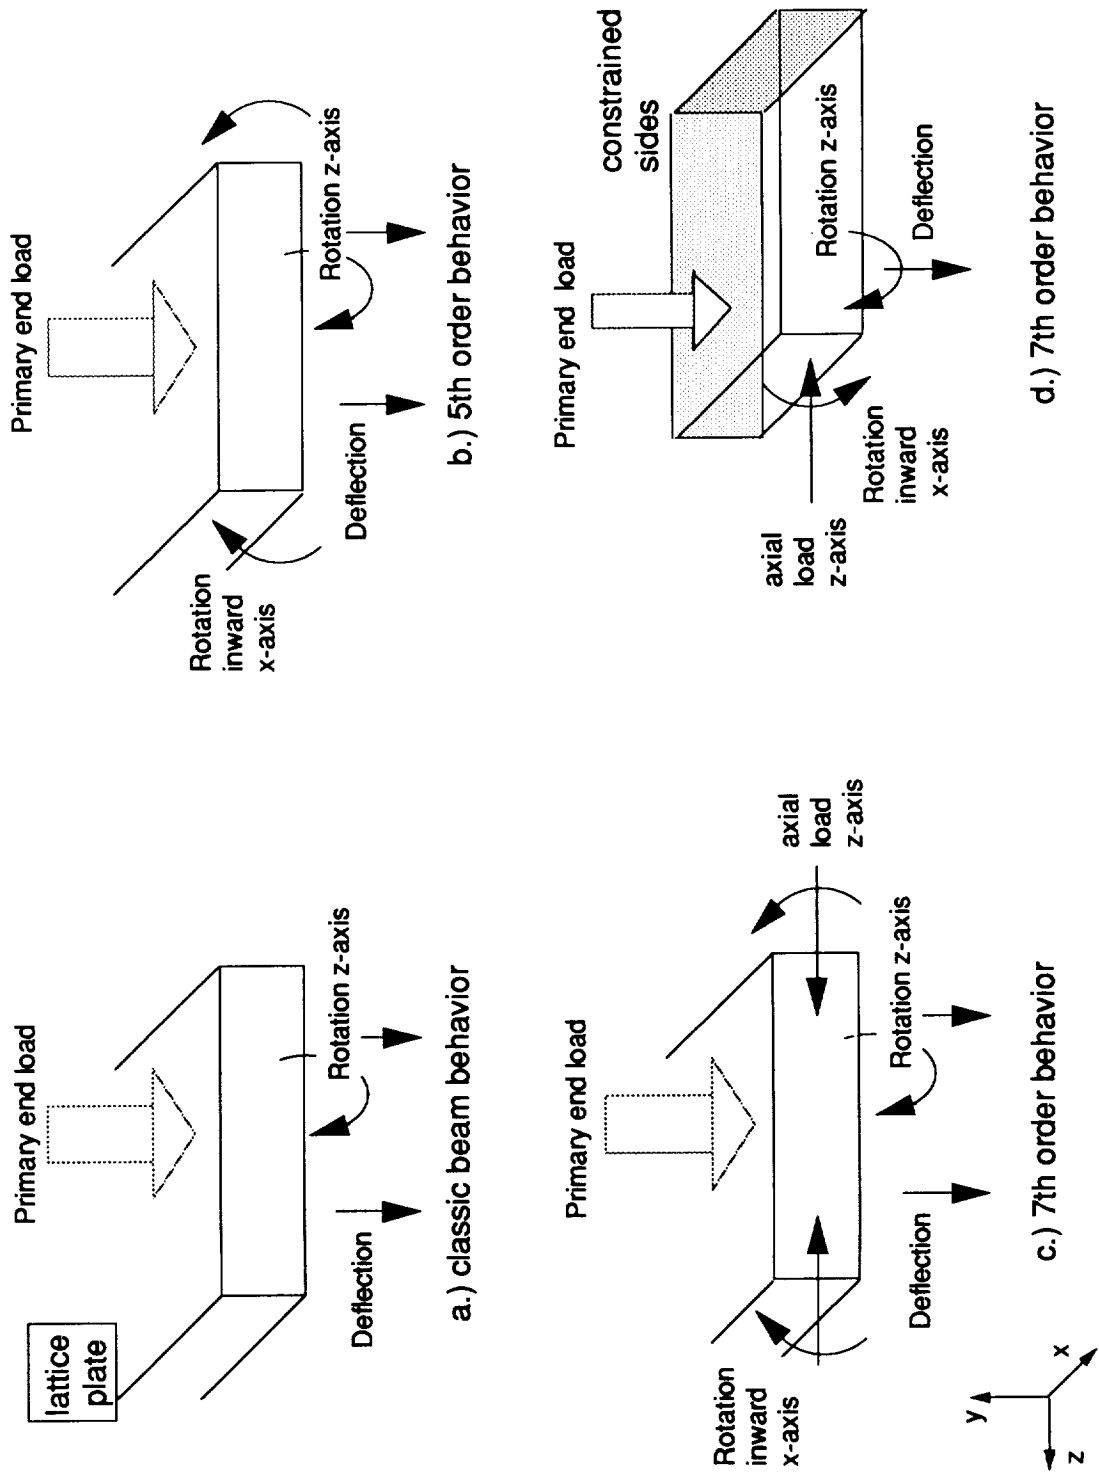 lattice
plate
Primary end load
Rotation z-axis
Deflection
a.) classic beam behavior
Primary end load
Rotation
inward
x-axis
Rotation z-axis
Deflection
b.) 5th order behavior
Primary end load
axial
load
z-axis
Rotation
inward
x-axis
Rotation z-axis
Deflection
c.) 7th order behavior
y
z
x
Primary end load
constrained
sides
axial
load
z-axis
Rotation z-axis
Rotation
inward
x-axis
Deflection
d.) 7th order behavior